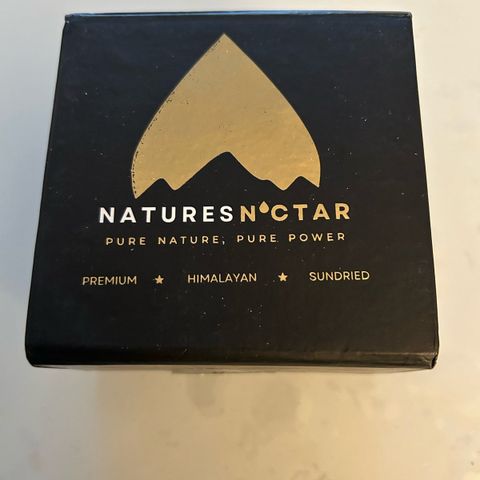 NATURESNECTAR
PURE NATURE, PURE POWER
PREMIUM ★ HIMALAYAN ★ SUNDRIED